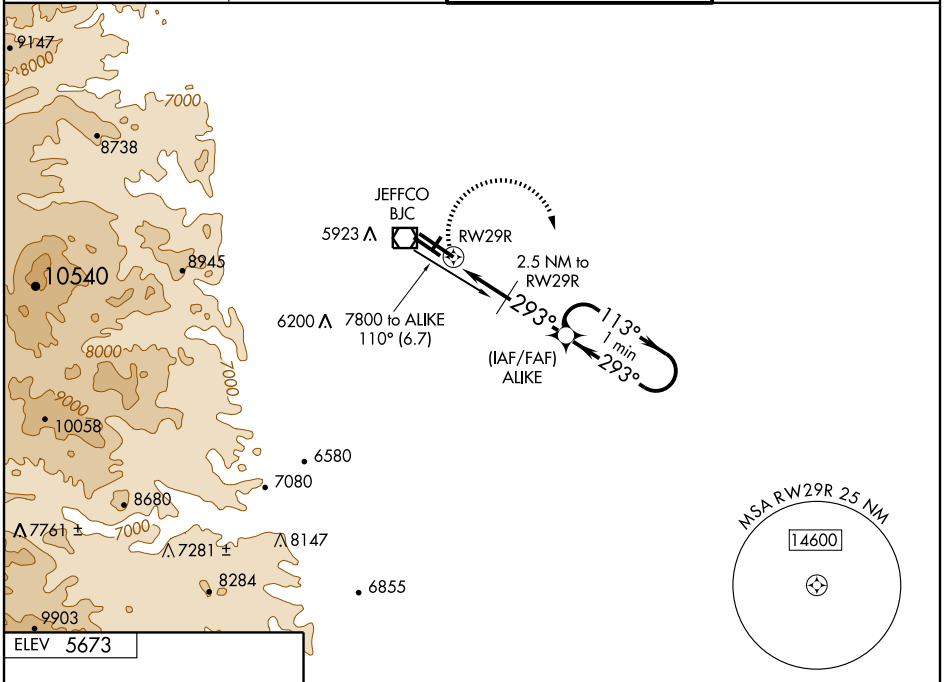 9147
8000
7000
8738
JEFFCO
BJC
5923
RW29R
8945
2.5 NM to
RW29R
10540
293°
113°
1 min
293°
6200
7800 to ALIKE
110° (6.7)
(IAF/FAF)
ALIKE
8000
7000
9000
10058
6580
7080
8680
7761 ±
7000
7281 ±
8147
8284
6855
9903
MSA RW29R 25 NM
14600
ELEV 5673